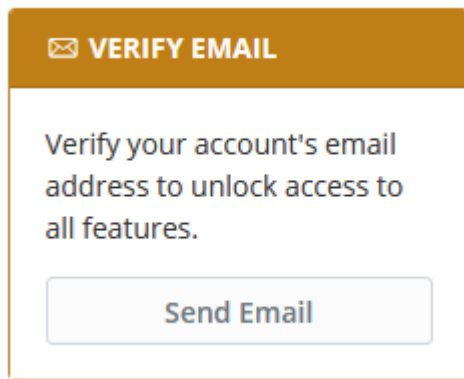 VERIFY EMAIL
Verify your account's email
address to unlock access to
all features.
Send Email